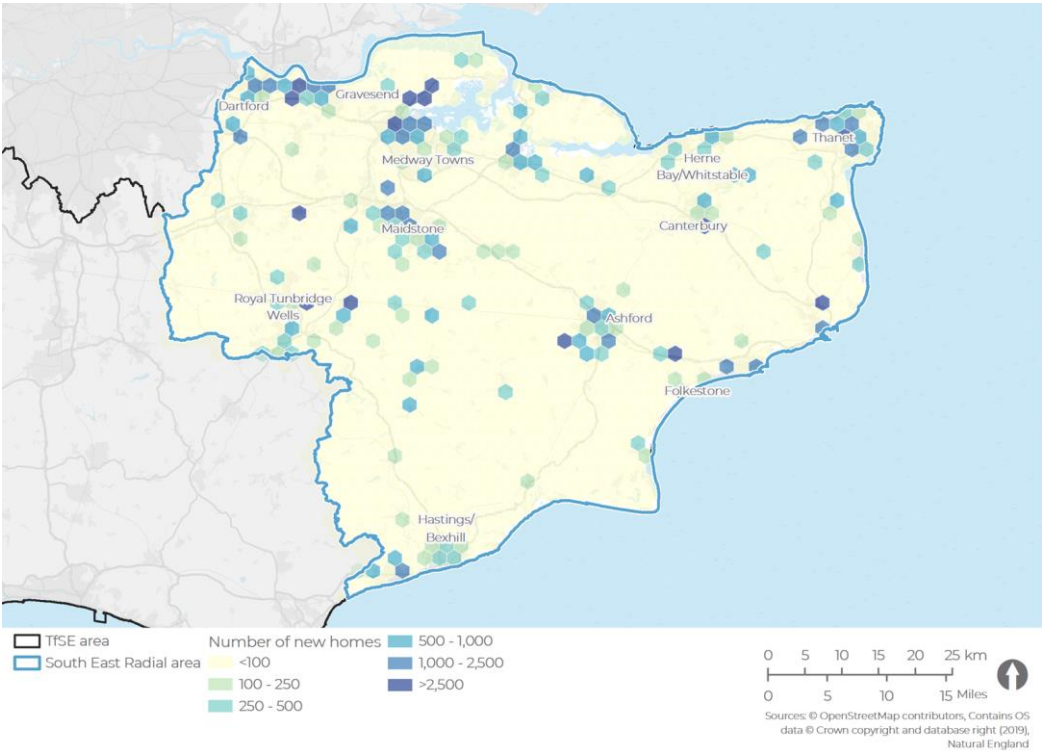 Dartford
Gravesend
Medway Towns
Thanet
Herne
Bay/Whitstable
Canterbury
Maidstone
Royal Tunbridge
Wells
Ashford
Folkestone
Hastings/
Bexhill
TfSE area
South East Radial area
Number of new homes
<100
100 - 250
250 - 500
500 - 1,000
1,000 - 2,500
>2,500
0 5 10 15 20 25 km
0 5 10 15 Miles
Sources: © OpenStreetMap contributors, Contains OS
data © Crown copyright and database right (2019),
Natural England